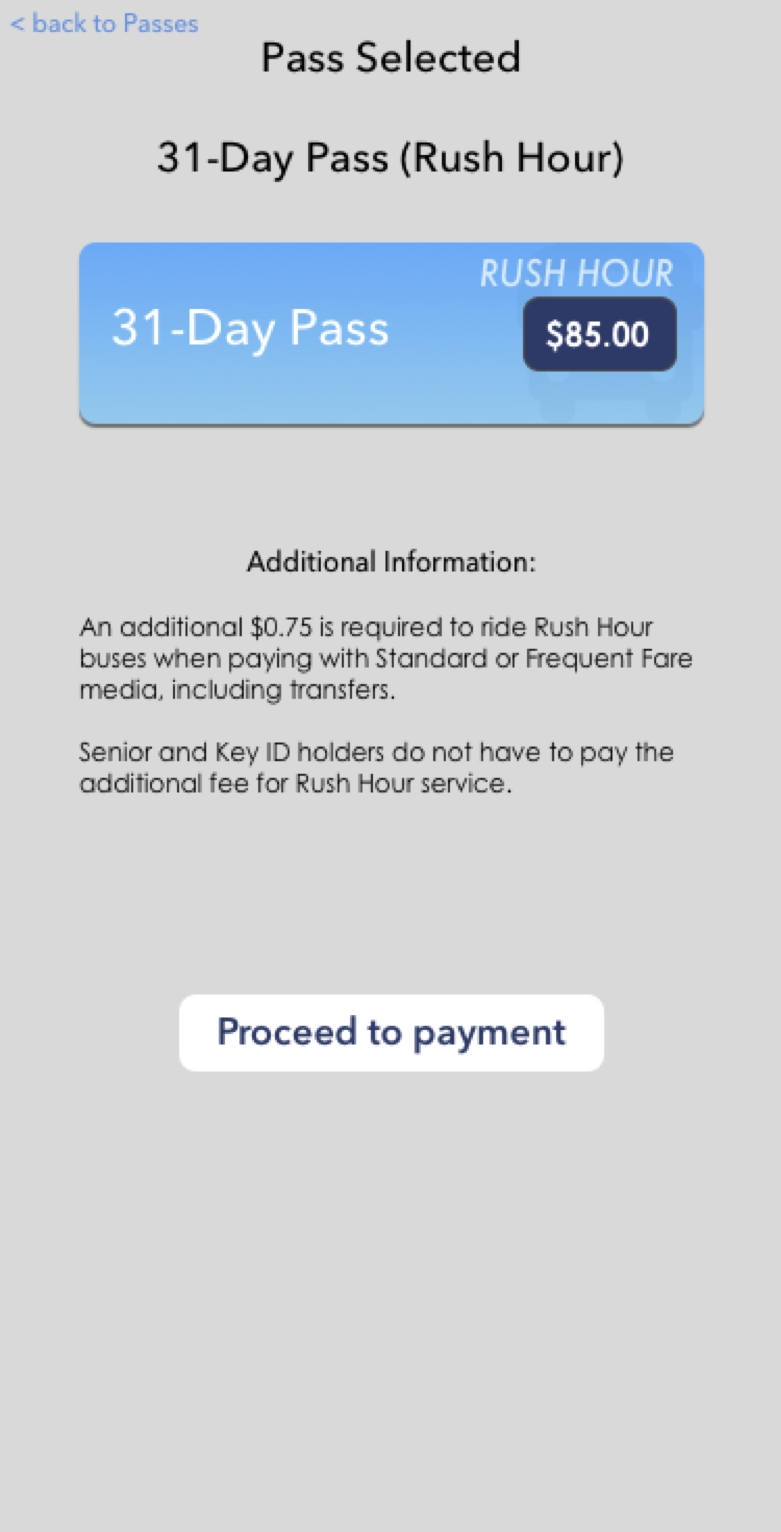 < back to Passes
Pass Selected
31-Day Pass (Rush Hour)
RUSH HOUR
31-Day Pass
$85.00
Additional Information:
An additional $0.75 is required to ride Rush Hour
buses when paying with Standard or Frequent Fare
media, including transfers.
Senior and Key ID holders do not have to pay the
additional fee for Rush Hour service.
Proceed to payment